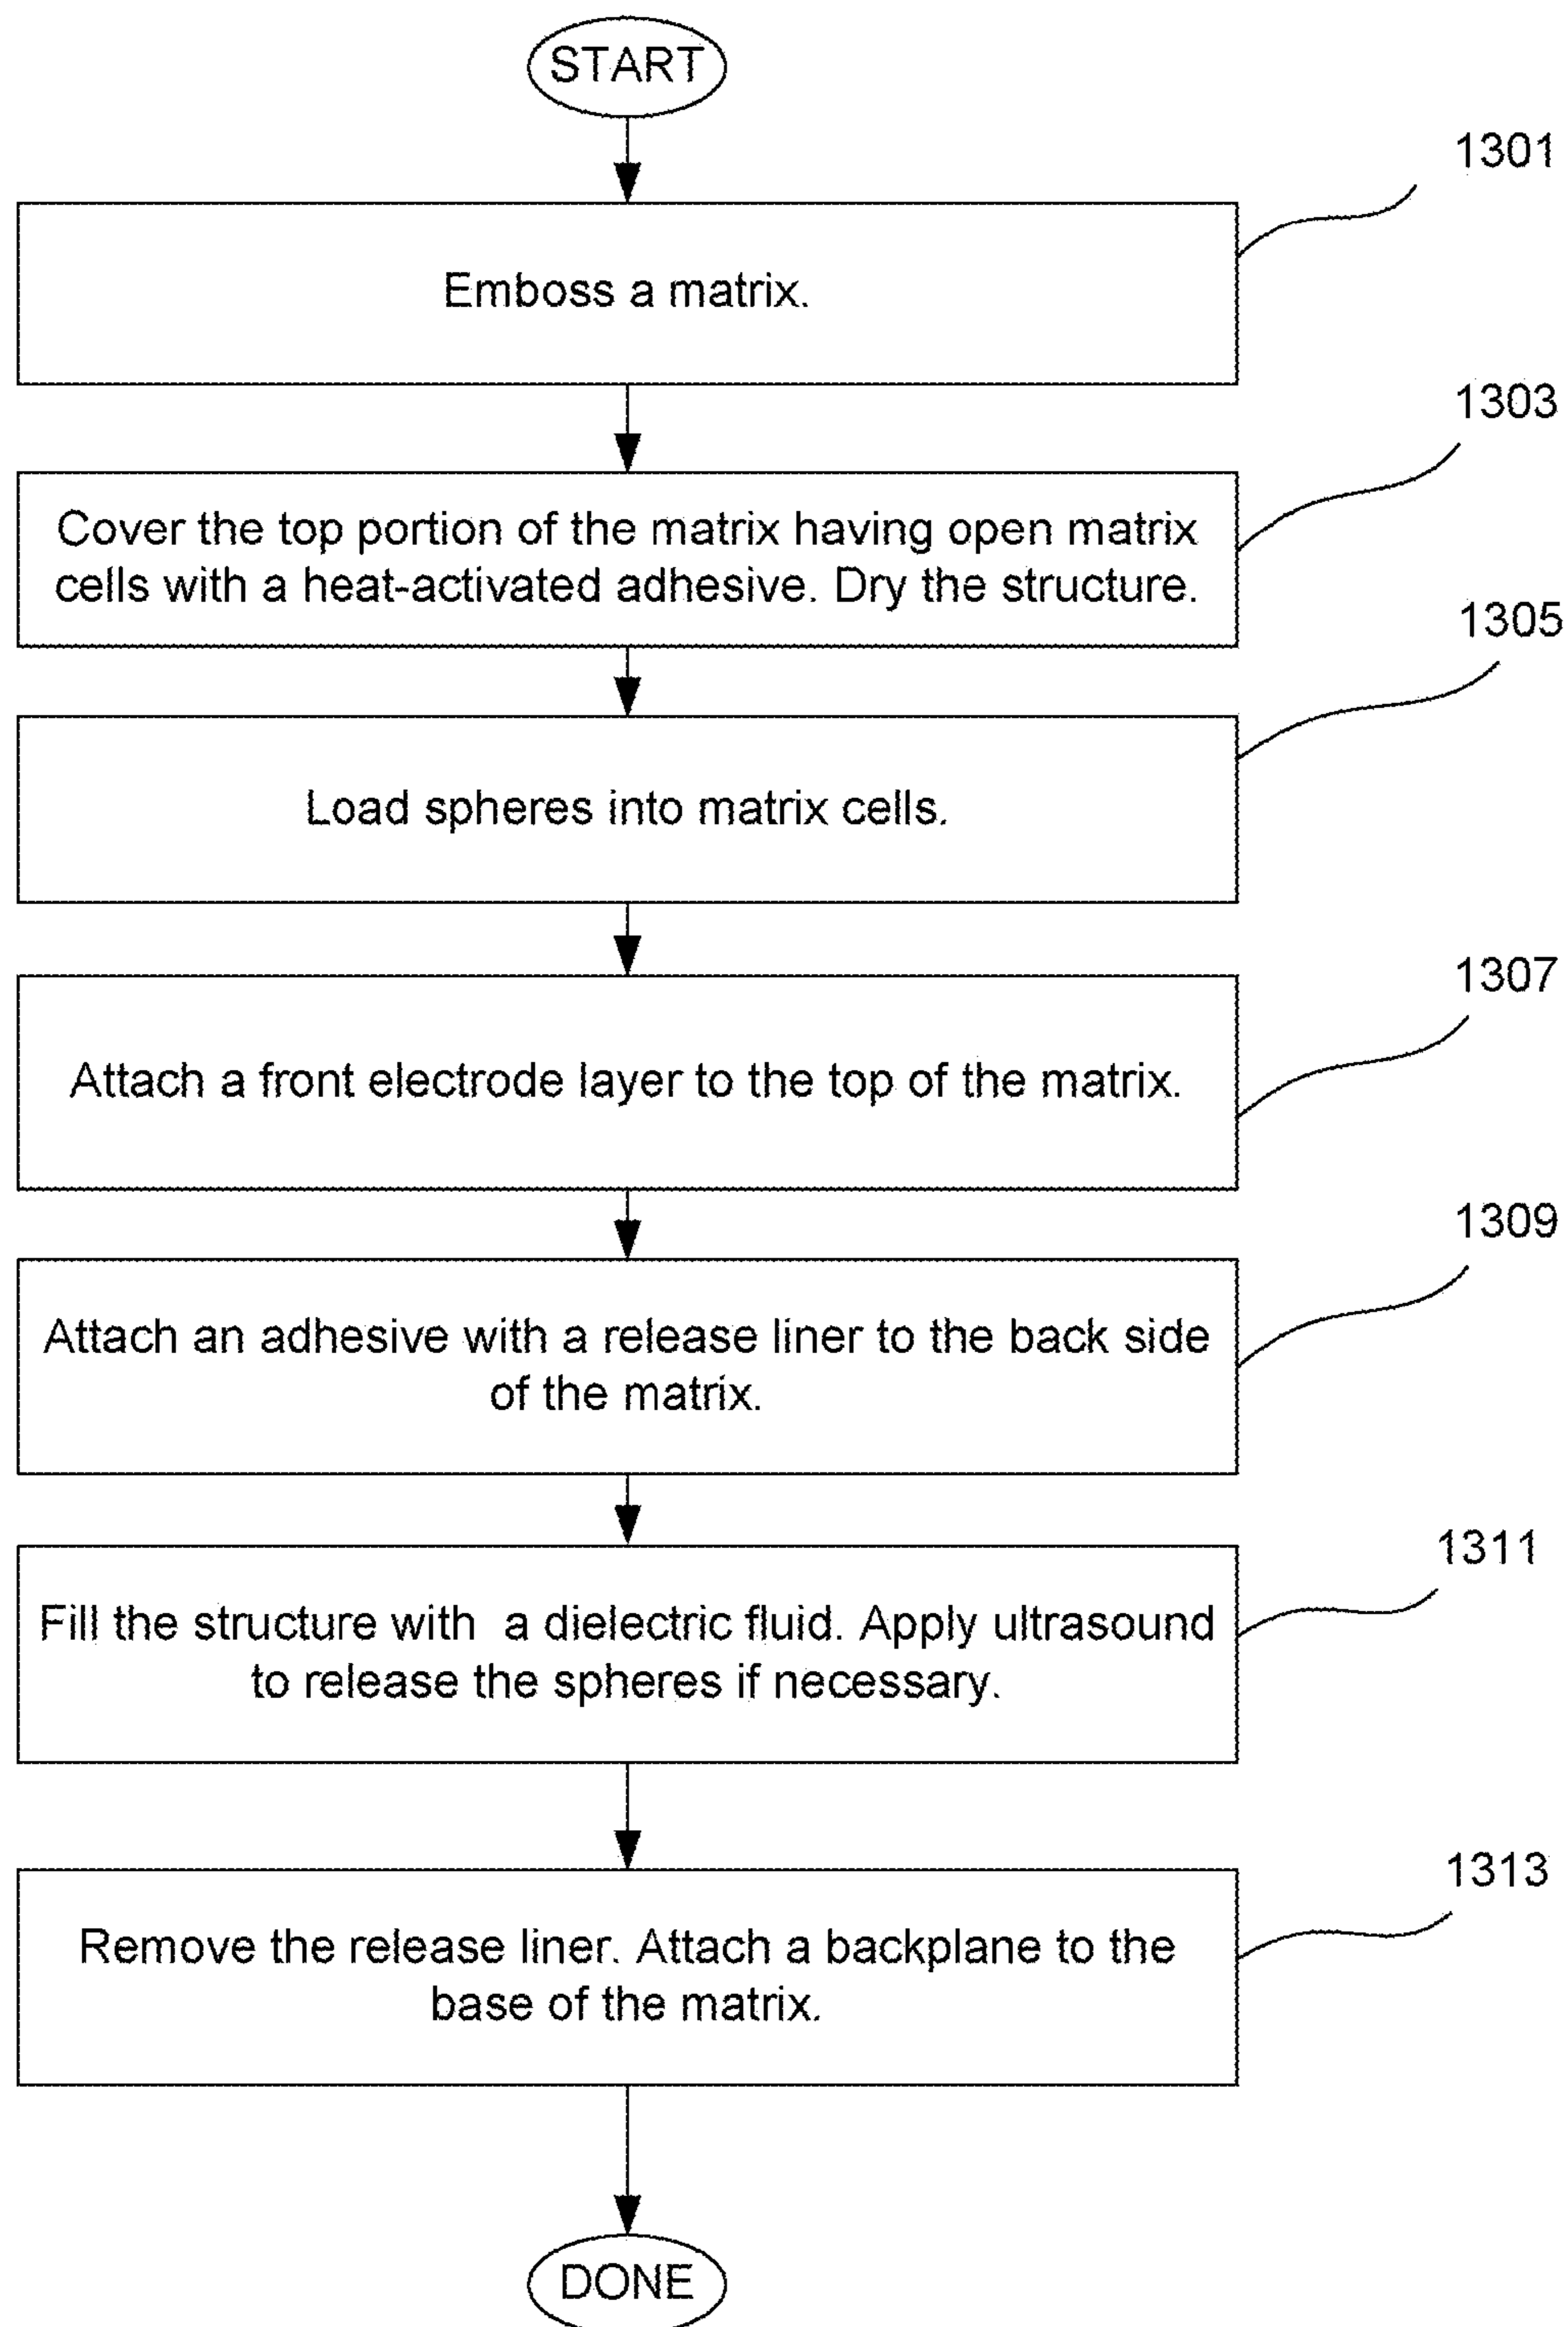 START
1301
Emboss a matrix.
1303
Cover the top portion of the matrix having open matrix
cells with a heat-activated adhesive. Dry the structure.
1305
Load spheres into matrix cells.
1307
Attach a front electrode layer to the top of the matrix.
1309
Attach an adhesive with a release liner to the back side
of the matrix.
1311
Fill the structure with a dielectric fluid. Apply ultrasound
to release the spheres if necessary.
1313
Remove the release liner. Attach a backplane to the
base of the matrix.
DONE